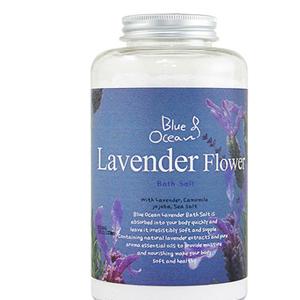 Blue &
Ocean
Lavender Flower
Bath Salt
With Lavender, Camomile
jojoba, Sea Salt
Blue Ocean Lavender Bath Salt is
absorbed into your body quickly and
leave it irresistibly soft and supple
Containing natural lavender extracts and pure
aroma essential oils to provide
and nourishing make your body
soft and healthy